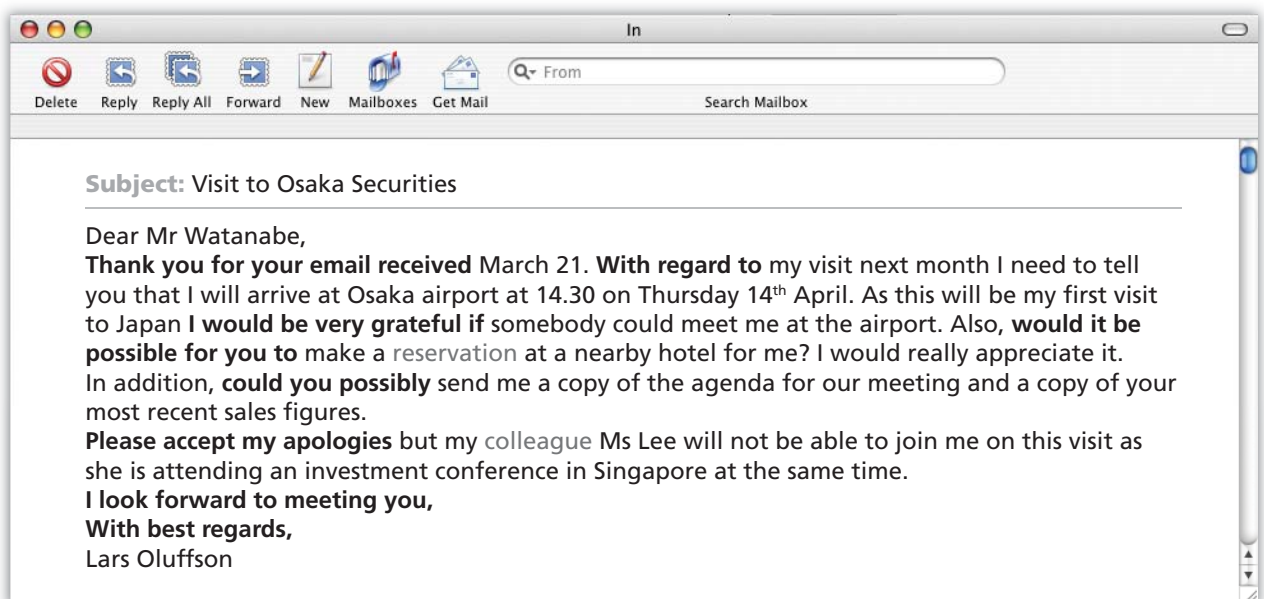 In
Delete Reply Reply All Forward New Mailboxes Get Mail From Search Mailbox
Subject: Visit to Osaka Securities
Dear Mr Watanabe,
Thank you for your email received March 21. With regard to my visit next month I need to tell
you that I will arrive at Osaka airport at 14.30 on Thursday 14th April. As this will be my first visit
to Japan I would be very grateful if somebody could meet me at the airport. Also, would it be
possible for you to make a reservation at a nearby hotel for me? I would really appreciate it.
In addition, could you possibly send me a copy of the agenda for our meeting and a copy of your
most recent sales figures.
Please accept my apologies but my colleague Ms Lee will not be able to join me on this visit as
she is attending an investment conference in Singapore at the same time.
I look forward to meeting you,
With best regards,
Lars Oluffson